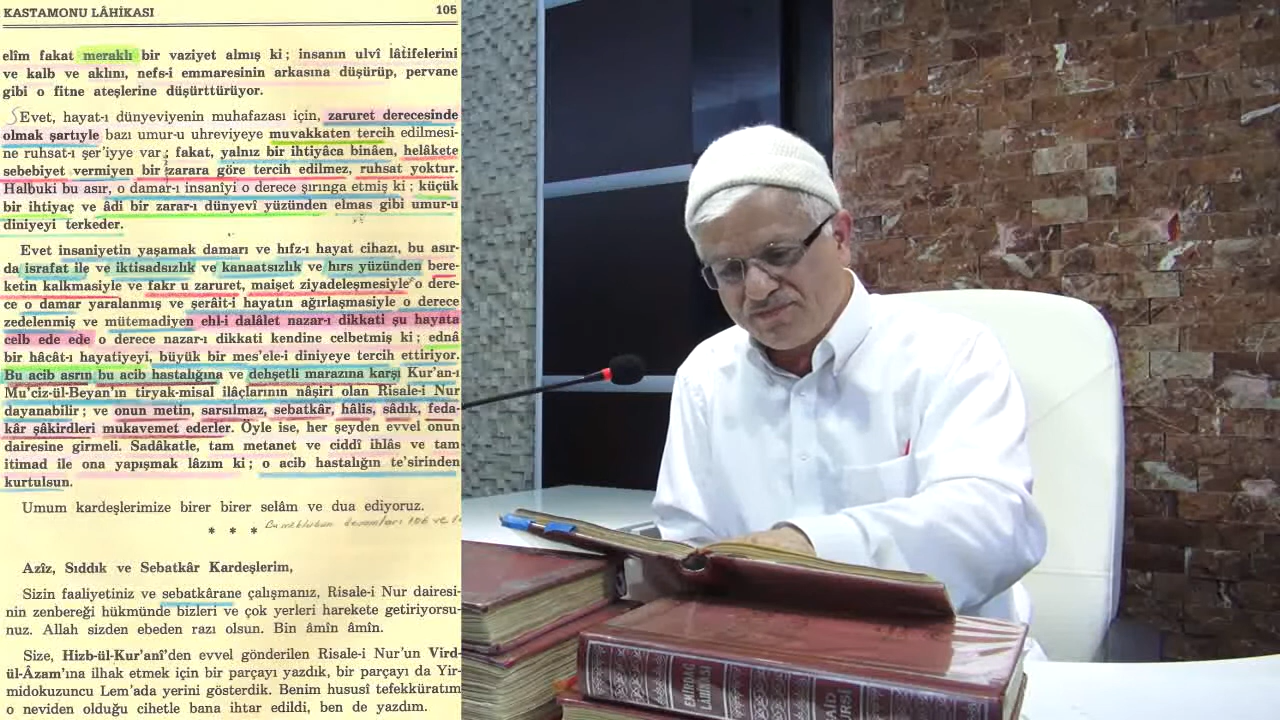 KASTAMONU LÂHİKASI 105
elîm fakat meraklı bir vaziyet almış ki; insanın ulvî lâtifelerini
ve kalb ve aklını, nefs-i emmaresinin arkasına düşürüp, pervane
gibi o fitne ateşlerine düşürttürüyor.
Evet, hayat-ı dünyeviyenin muhafazası için, zaruret derecesinde
olmak şartıyle bazı umur-u uhreviyeye muvakkaten tercih edilmesi-
ne ruhsat-ı şer'iyye var; fakat, yalnız bir ihtiyâca binâen, helâkete
sebebiyet vermiyen bir zarara göre tercih edilmez, ruhsat yoktur.
Halbuki bu asır, o damar-ı insanîyi o derece şırınga etmiş ki; küçük
bir ihtiyaç ve âdi bir zarar-ı dünyevî yüzünden elmas gibi umur-u
diniyeyi terkeder.
Evet insaniyetin yaşamak damarı ve hıfz-ı hayat cihazı, bu asır-
da israfat ile ve iktisadsızlık ve kanaatsızlık ve hırs yüzünden bere-
ketin kalkmasiyle ve fakr u zaruret, maişet ziyadeleşmesiyle o dere-
ce o damar yaralanmış ve şerâit-i hayatın ağırlaşmasiyle o derece
zedelenmiş ve mütemadiyen ehl-i dalâlet nazar-ı dikkati şu hayata
celb ede ede o derece nazar-ı dikkati kendine celbetmiş ki; ednâ
bir hâcât-ı hayatiyeyi, büyük bir mes'ele-i diniyeye tercih ettiriyor.
Bu acib asrın bu acib hastalığına ve dehşetli marazına karşı Kur'an-ı
Mu'ciz-ül-Beyan'ın tiryak-misal ilâçlarının nâşiri olan Risale-i Nur
dayanabilir; ve onun metin, sarsılmaz, sebatkâr, hâlis, sâdık, feda-
kâr şâkirdleri mukavemet ederler. Öyle ise, her şeyden evvel onun
dairesine girmeli. Sadâkatle, tam metanet ve ciddî ihlâs ve tam
itimad ile ona yapışmak lâzım ki; o acib hastalığın te'sirinden
kurtulsun.
Umum kardeşlerimize birer birer selâm ve dua ediyoruz.
* * *
Azîz, Sıddık ve Sebatkâr Kardeşlerim,
Sizin faaliyetiniz ve sebatkârane çalışmanız, Risale-i Nur dairesi-
nin zenbereği hükmünde bizleri ve çok yerleri harekete getiriyorsu-
nuz. Allah sizden ebeden razı olsun. Bin âmîn âmîn.
Size, Hizb-ül-Kur'anî'den evvel gönderilen Risale-i Nur'un Vird-
ül-Âzam'ına ilhak etmek için bir parçayı yazdık, bir parçayı da Yir-
midokuzuncu Lem'ada yerini gösterdik. Benim hususî tefekkürâtım
o neviden olduğu cihetle bana ihtar edildi, ben de yazdım.
EMİRDAĞ
LÂHİKASI